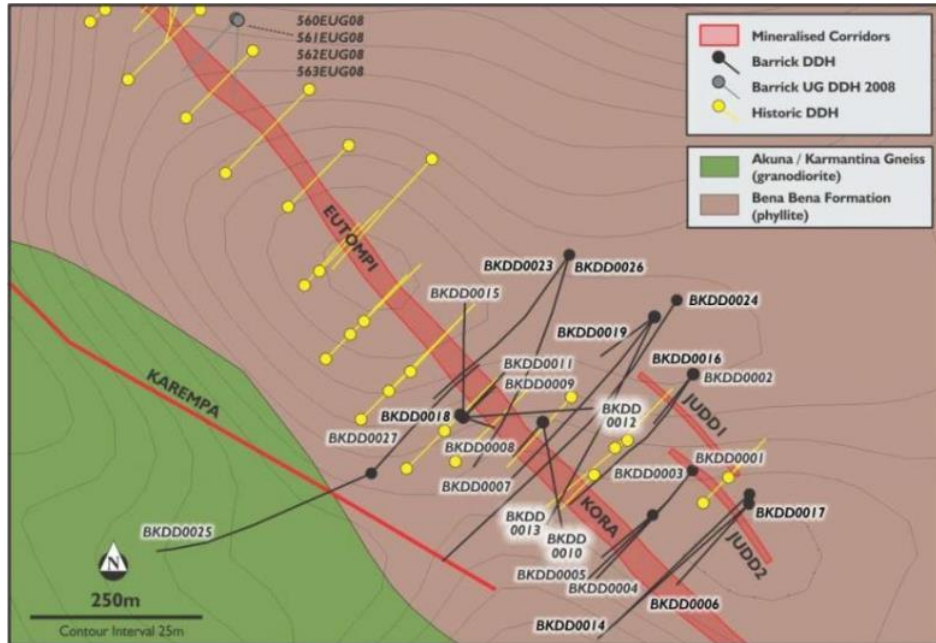 560EUG08
561EUG08
562EUG08
563EUG08
Mineralised Corridors
Barrick DDH
Barrick UG DDH 2008
Historic DDH
Akuna / Karmantina Gneiss
(granodiorite)
Bena Bena Formation
(phyllite)
EUTOMPI
BKDD0023
BKDD0026
BKDD0015
BKDD0024
BKDD0019
BKDD0011
BKDD0009
BKDD0016
BKDD0002
KAREMPA
JUDD1
BKDD0018
BKDD
0012
BKDD0027
BKDD0008
BKDD0001
BKDD0003
BKDD0007
KORA
BKDD0017
BKDD
0013
BKDD
0010
JUDD2
BKDD0025
BKDD0005
BKDD0004
BKDD0006
BKDD0014
N
250m
Contour Interval 25m